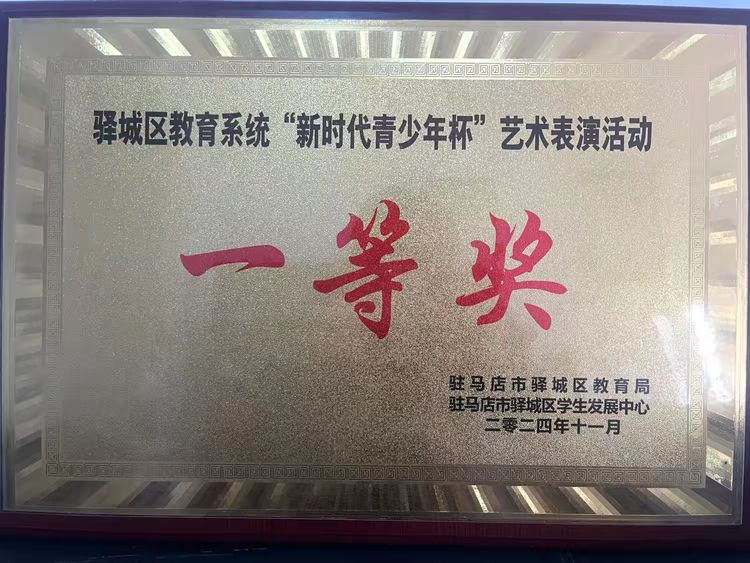 驿城区教育系统“新时代青少年杯”艺术表演活动
一等奖
驻马店市驿城区教育局
驻马店市驿城区学生发展中心
二零二四年十一月